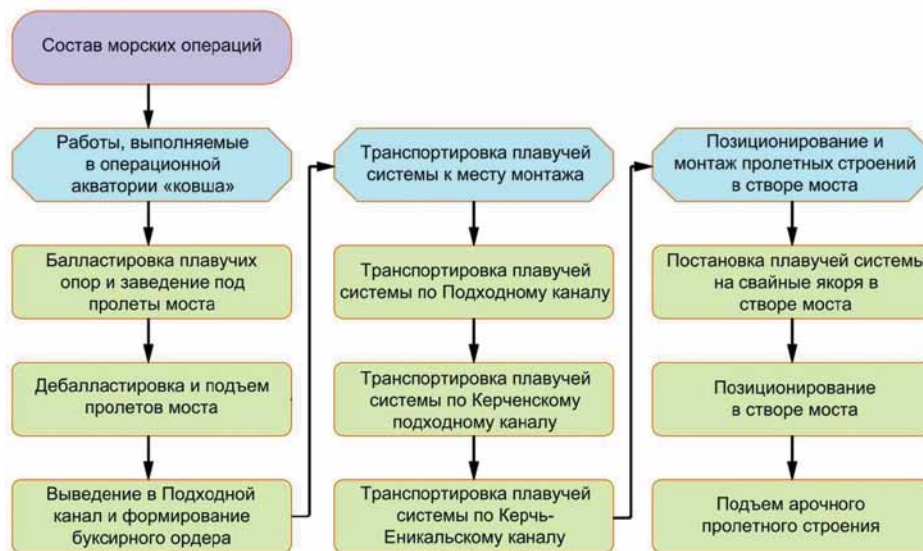 Состав морских операций
Работы, выполняемые
в операционной
акватории «ковша»
Балластировка плавучих
опор и заведение под
пролеты моста
Дебалластировка и подъем
пролетов моста
Выведение в Подходной
канал и формирование
буксирного ордера
Транспортировка плавучей
системы к месту монтажа
Транспортировка плавучей
системы по Подходному каналу
Транспортировка плавучей
системы по Керченскому
подходному каналу
Транспортировка плавучей
системы по Керчь-
Еникальскому каналу
Позиционирование и
монтаж пролетных строений
в створе моста
Постановка плавучей системы
на свайные якоря в
створе моста
Позиционирование
в створе моста
Подъем арочного
пролетного строения